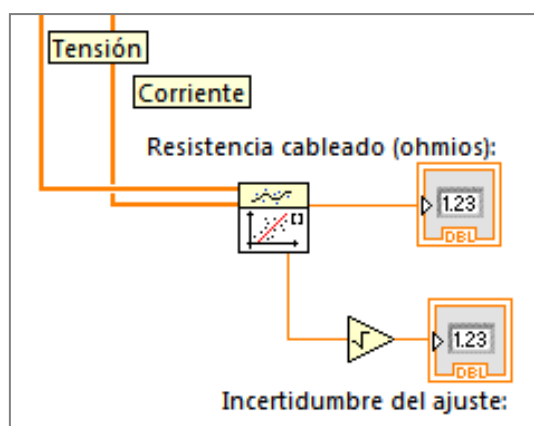 Tensión
Corriente
Resistencia cableado (ohmios):
1.23
DBL
1.23
DBL
Incertidumbre del ajuste: